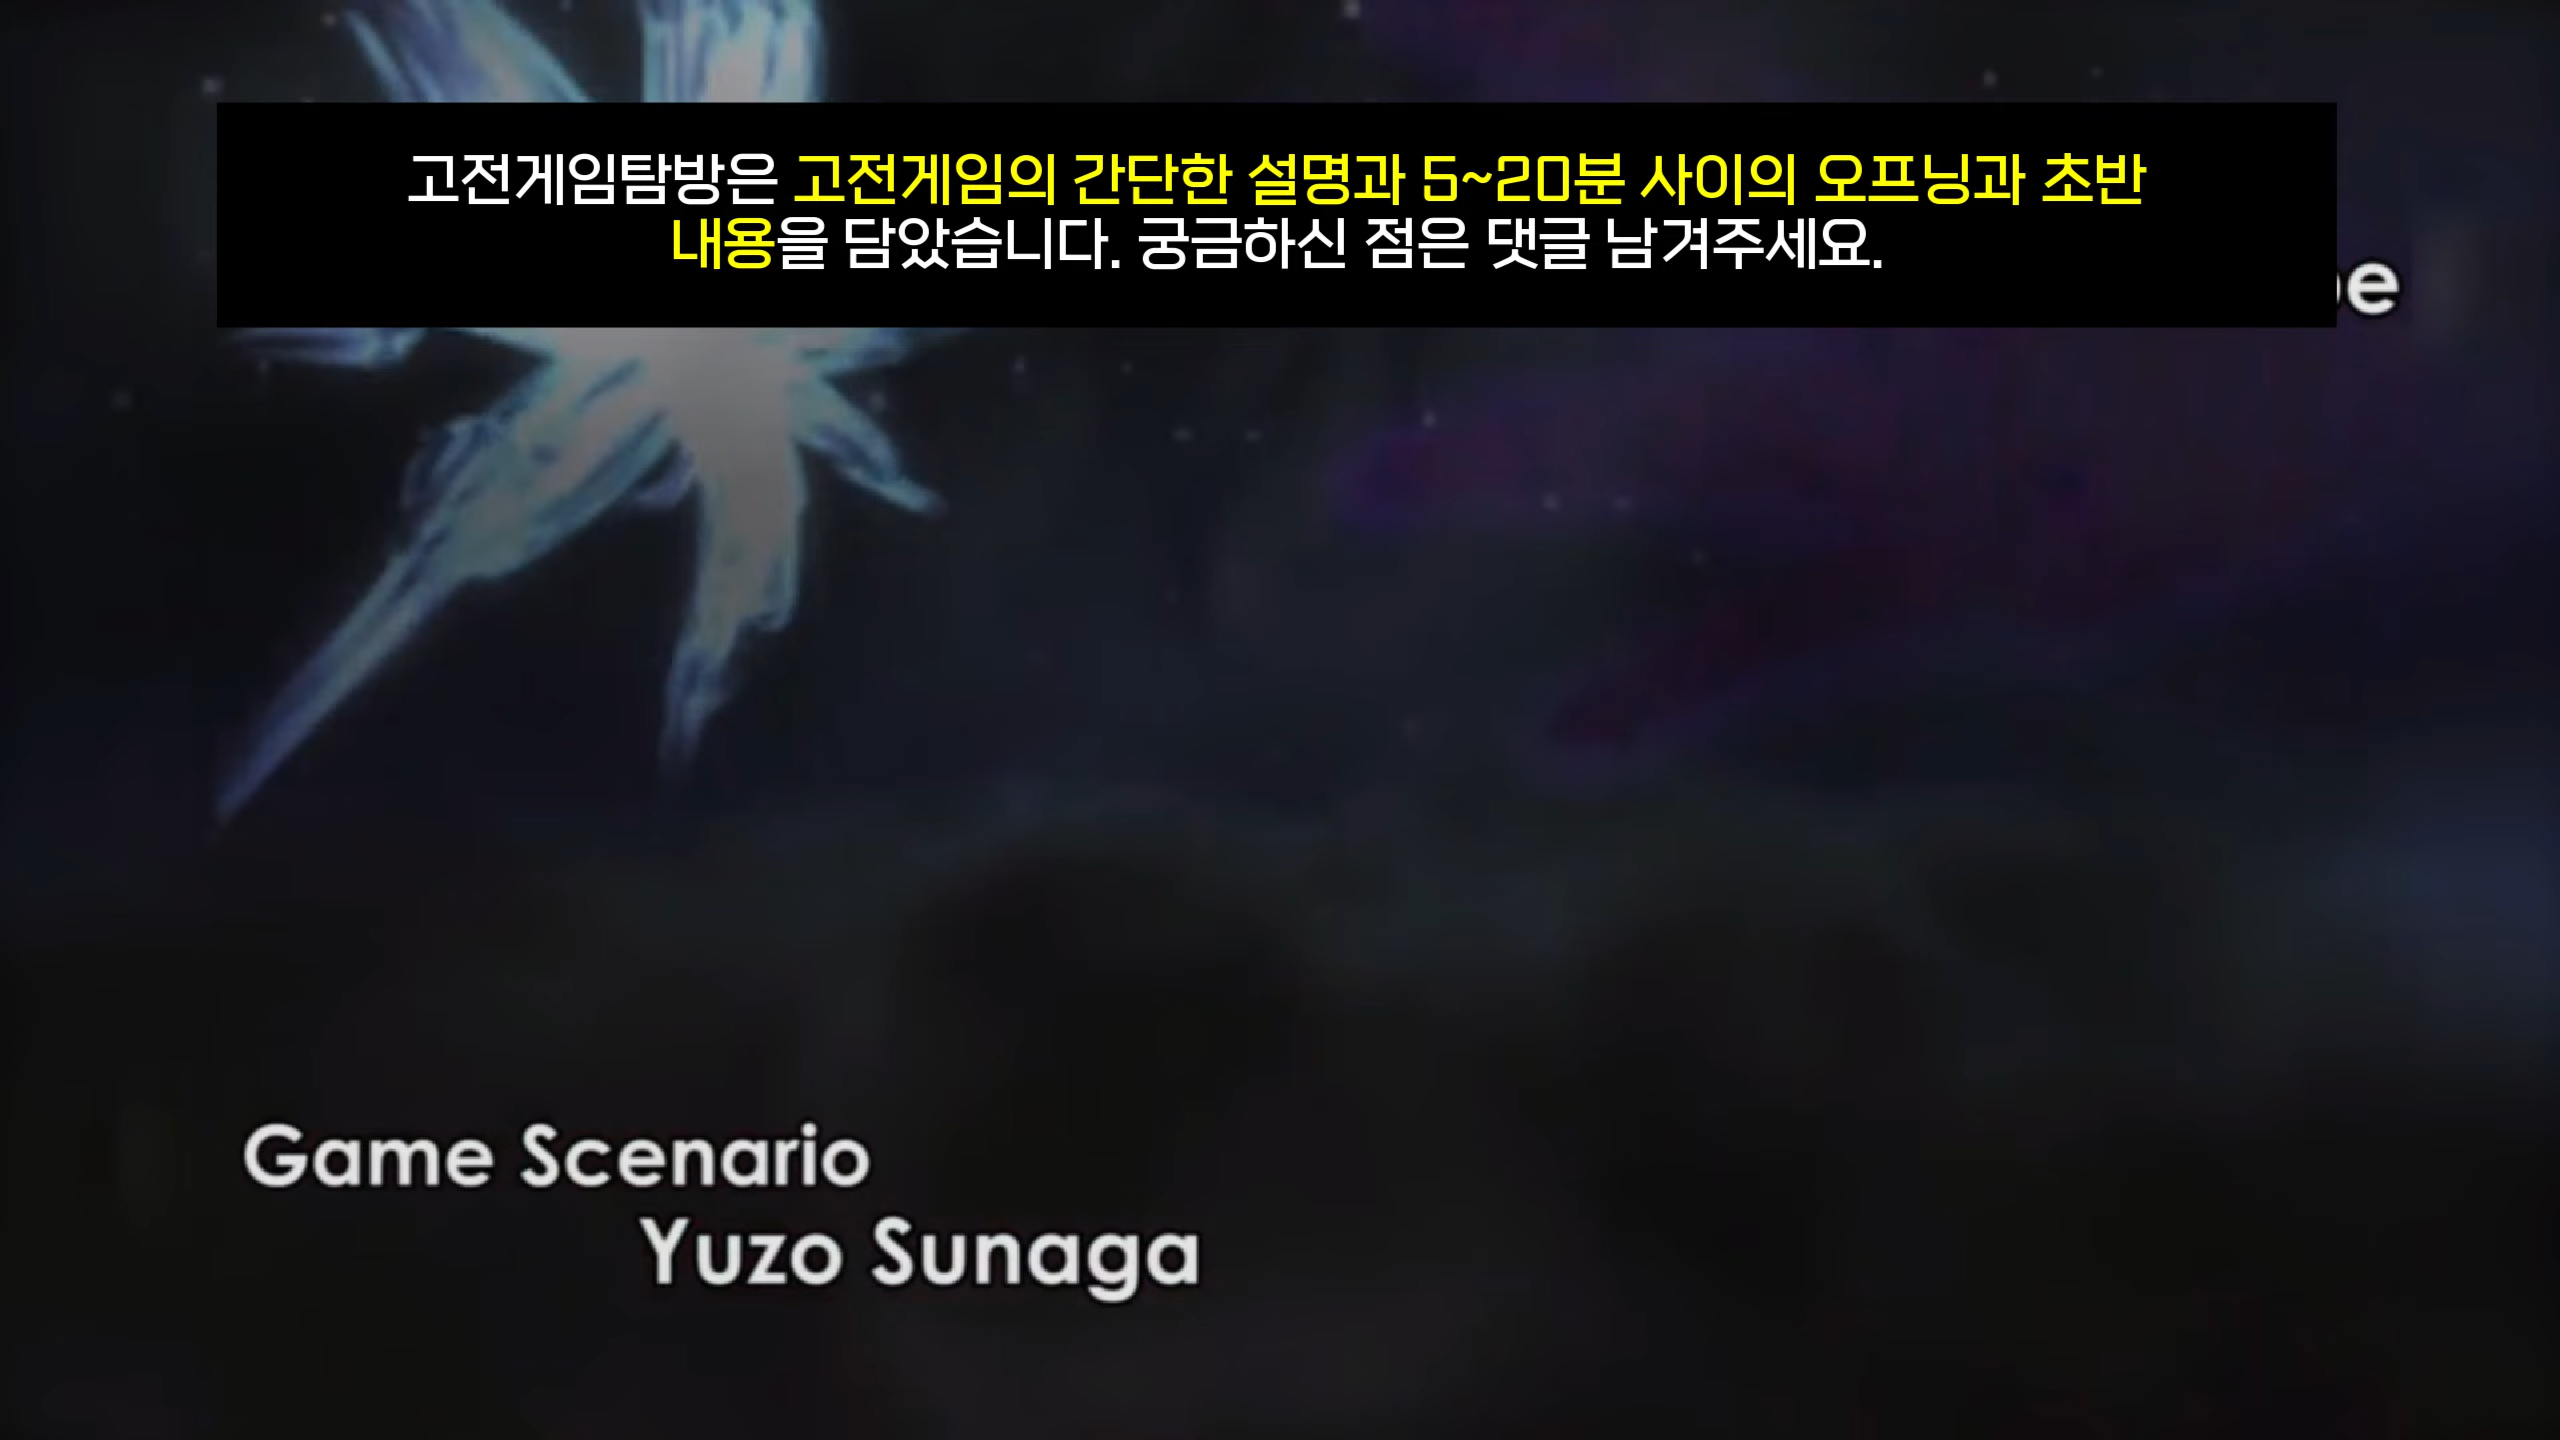 고전게임탐방은 고전게임의 간단한 설명과 5~20분 사이의 오프닝과 초반
내용을 담았습니다. 궁금하신 점은 댓글 남겨주세요.
Game Scenario
Yuzo Sunaga